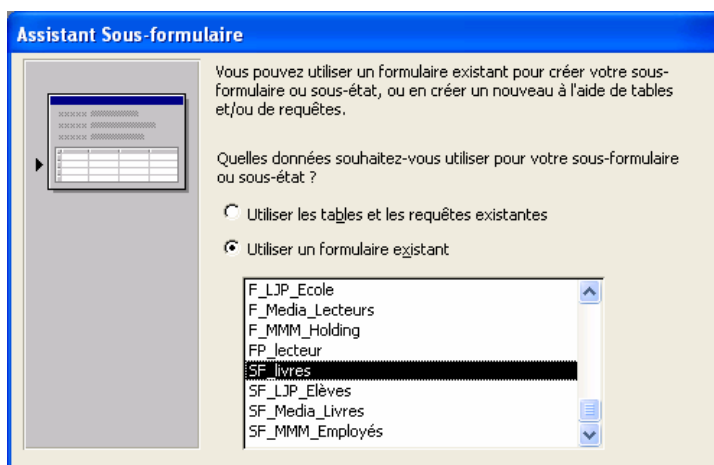 Assistant Sous-formulaire
Vous pouvez utiliser un formulaire existant pour créer votre sous-
formulaire ou sous-état, ou en créer un nouveau à l'aide de tables
et/ou de requêtes.
Quelles données souhaitez-vous utiliser pour votre sous-formulaire
ou sous-état ?
Utiliser les tables et les requêtes existantes
Utiliser un formulaire existant
F_LJP_Ecole
F_Media_Lecteurs
F_MMM_Holding
FP_lecteur
SF_livres
SF_LJP_Elèves
SF_Media_Livres
SF_MMM_Employés